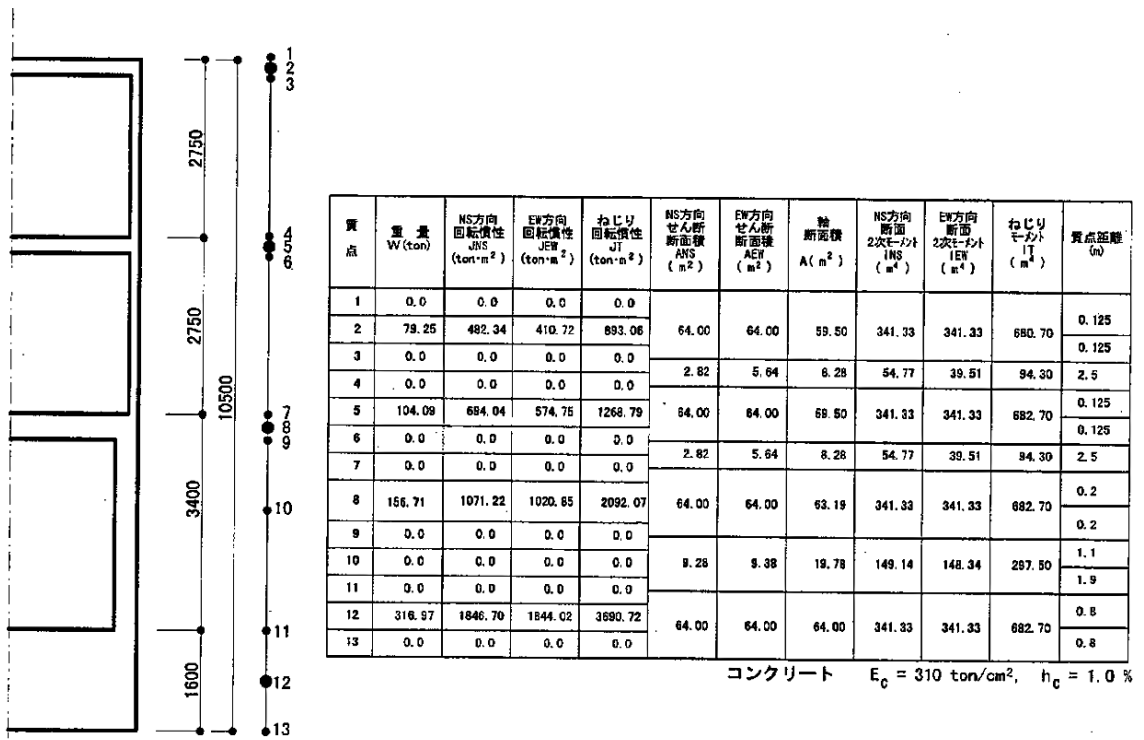 1
2
3
4
5
6
7
8
9
10
11
12
13
2750
2750
3400
1600
10500
質点 重量 W(ton) NS方向回転慣性 JNS (ton·m²) EW方向回転慣性 JEW (ton·m²) ねじり回転慣性 JT (ton·m²) NS方向せん断断面積 ANS (m²) EW方向せん断断面積 AEW (m²) 軸断面積 A(m²) NS方向断面2次モーメント INS (m⁴) EW方向断面2次モーメント IEW (m⁴) ねじりモーメント IT (m⁴) 質点距離 (m)
1 0.0 0.0 0.0 0.0
64.00 64.00 59.50 341.33 341.33 680.70 0.125
2 79.25 482.34 410.72 893.06
0.125
3 0.0 0.0 0.0 0.0
2.82 5.64 8.28 54.77 39.51 94.30 2.5
4 0.0 0.0 0.0 0.0
64.00 64.00 69.50 341.33 341.33 682.70 0.125
5 104.09 694.04 574.75 1268.79
0.125
6 0.0 0.0 0.0 0.0
2.82 5.64 8.28 54.77 39.51 94.30 2.5
7 0.0 0.0 0.0 0.0
64.00 64.00 63.19 341.33 341.33 682.70 0.2
8 156.71 1071.22 1020.85 2092.07
0.2
9 0.0 0.0 0.0 0.0
9.28 9.38 19.78 149.14 148.34 297.50 1.1
10 0.0 0.0 0.0 0.0
1.9
11 0.0 0.0 0.0 0.0
64.00 64.00 64.00 341.33 341.33 682.70 0.8
12 316.97 1846.70 1844.02 3690.72
0.8
13 0.0 0.0 0.0 0.0
コンクリート E_c = 310 ton/cm², h_c = 1.0 %